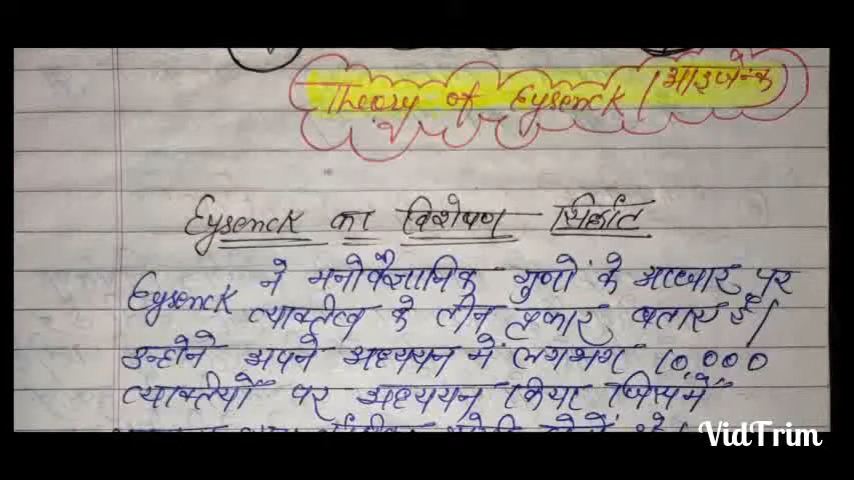 Theory of Eysenck (आइजेन्क
Eysenck का विशेषण सिद्धांत
Eysenck ने मनोवैज्ञानिक गुणों के आधार पर
व्यक्तित्व के तीन प्रकार बताए हैं|
उन्होने अपने अध्ययन में लगभग 10,000
व्यक्तियों पर अध्ययन किया जिसमें
VidTrim